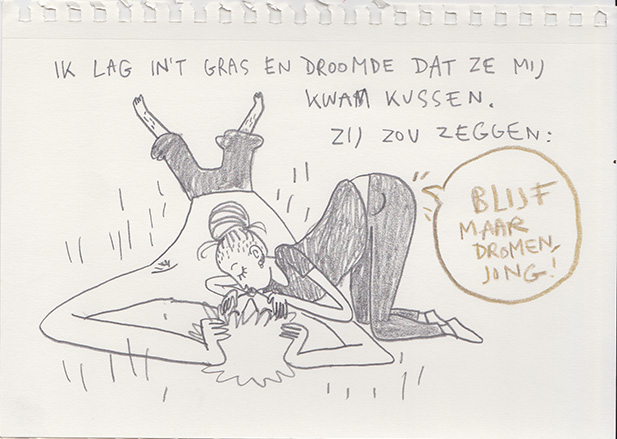 IK LAG IN'T GRAS EN DROOMDE DAT ZE MIJ
KWAM KUSSEN.
ZIJ ZOU ZEGGEN:
BLIJF
MAAR
DROMEN,
JONG!